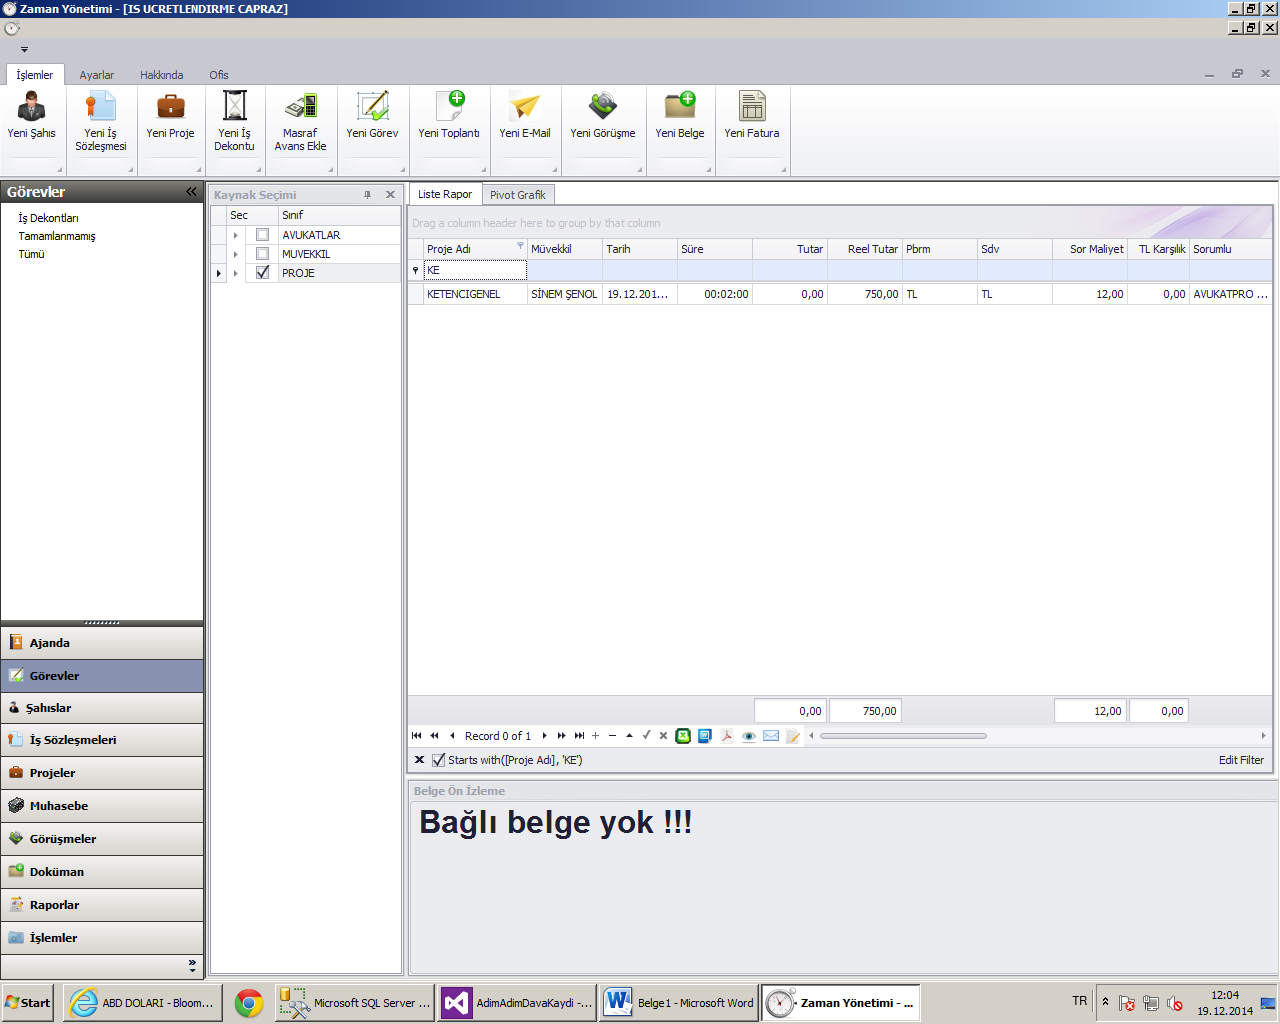 Zaman Yönetimi - [IS UCRETLENDIRME CAPRAZ]
İşlemler Ayarlar Hakkında Ofis
Yeni Şahıs
Yeni İş Sözleşmesi
Yeni Proje
Yeni İş Dekontu
Masraf Avans Ekle
Yeni Görev
Yeni Toplantı
Yeni E-Mail
Yeni Görüşme
Yeni Belge
Yeni Fatura
Görevler
İş Dekontları
Tamamlanmamış
Tümü
Kaynak Seçimi
Sec Sınıf
AVUKATLAR
MUVEKKIL
PROJE
Liste Rapor Pivot Grafik
Drag a column header here to group by that column
Proje Adı Müvekkil Tarih Süre Tutar Reel Tutar Pbrm Sdv Sor Maliyet TL Karşılık Sorumlu
KE
KETENCIGENEL SİNEM ŞENOL 19.12.201... 00:02:00 0,00 750,00 TL TL 12,00 0,00 AVUKATPRO ...
0,00 750,00 12,00 0,00
Record 0 of 1
Starts with([Proje Adı], 'KE') Edit Filter
Belge Ön İzleme
Bağlı belge yok !!!
Ajanda
Görevler
Şahıslar
İş Sözleşmeleri
Projeler
Muhasebe
Görüşmeler
Doküman
Raporlar
İşlemler
Start ABD DOLARI - Bloom... Microsoft SQL Server ... AdimAdimDavaKaydi -... Belge1 - Microsoft Word Zaman Yönetimi - ... TR 12:04
19.12.2014